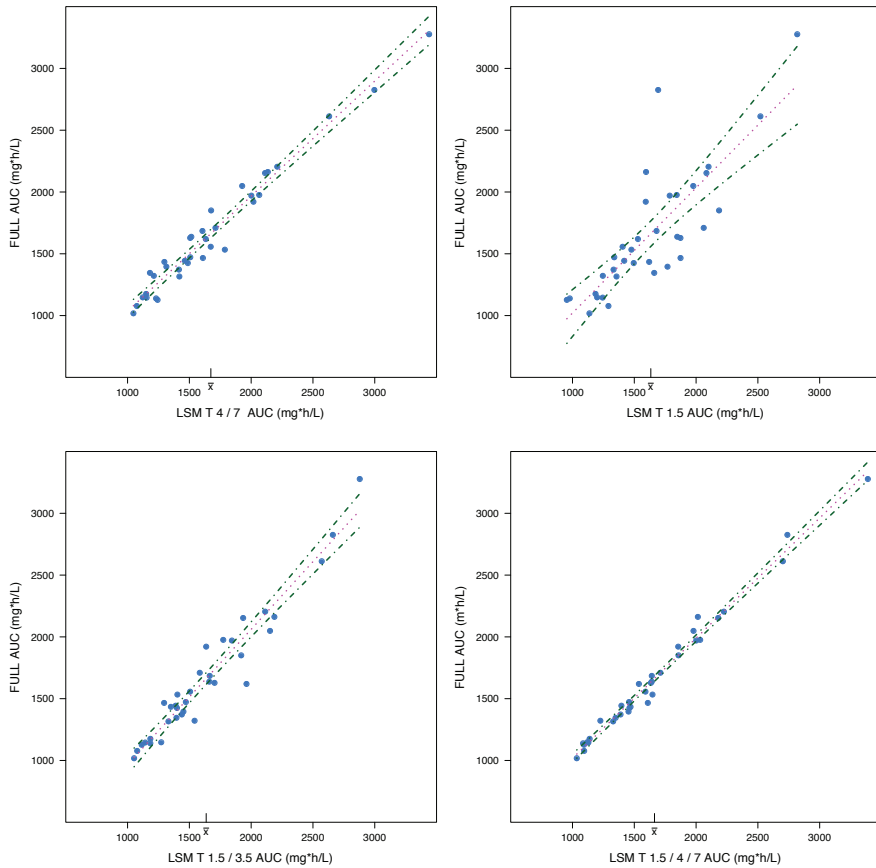 3000
2500
2000
1500
1000
FULL AUC (mg*h/L)
1000 1500 2000 2500 3000
x̅
LSM T 4 / 7 AUC (mg*h/L)
3000
2500
2000
1500
1000
FULL AUC (mg*h/L)
1000 1500 2000 2500 3000
x̅
LSM T 1.5 AUC (mg*h/L)
3000
2500
2000
1500
1000
FULL AUC (mg*h/L)
1000 1500 2000 2500 3000
x̅
LSM T 1.5 / 3.5 AUC (mg*h/L)
3000
2500
2000
1500
1000
FULL AUC (m*h/L)
1000 1500 2000 2500 3000
x̅
LSM T 1.5 / 4 / 7 AUC (mg*h/L)